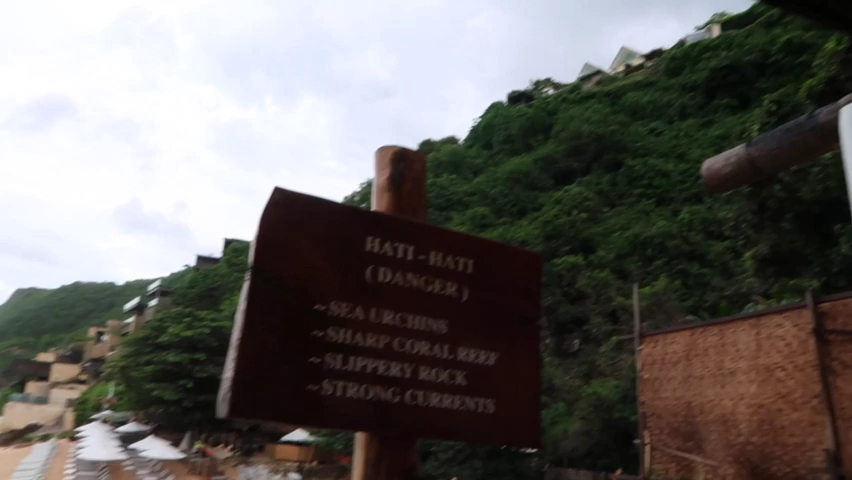 HATI - HATI
( DANGER )
~SEA URCHINS
~SHARP CORAL REEF
~SLIPPERY ROCK
~STRONG CURRENTS